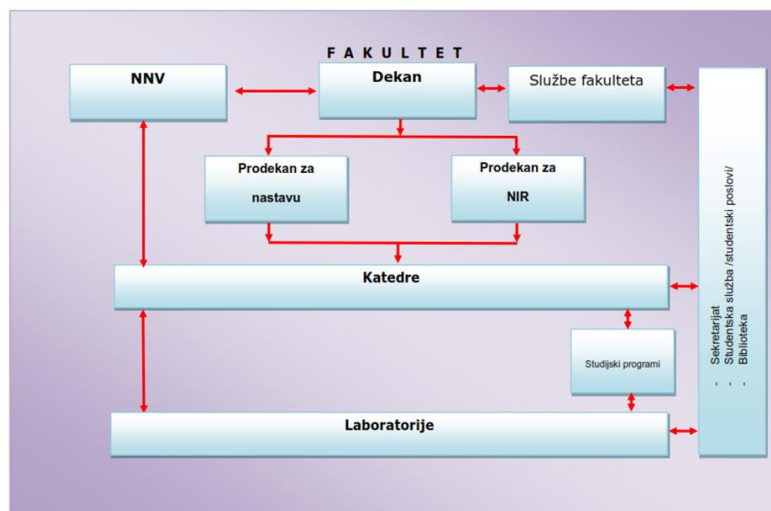 F A K U L T E T
NNV
Dekan
Službe fakulteta
Prodekan za
nastavu
Prodekan za
NIR
Katedre
Studijski programi
Laboratorije
- Sekretarijat
- Studentska služba /studentski poslovi/
- Biblioteka